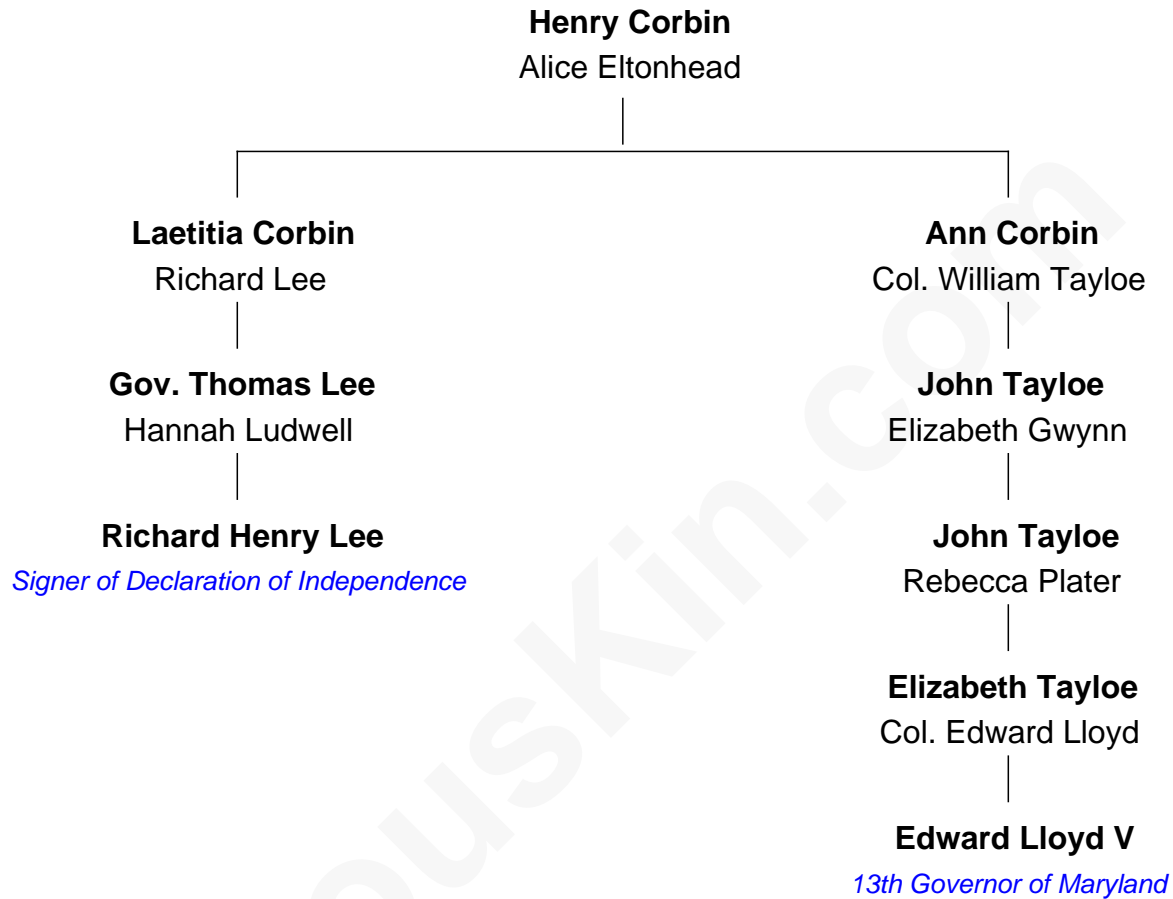 Henry Corbin
Alice Eltonhead
Laetitia Corbin
Richard Lee
Ann Corbin
Col. William Tayloe
Gov. Thomas Lee
Hannah Ludwell
John Tayloe
Elizabeth Gwynn
Richard Henry Lee
Signer of Declaration of Independence
John Tayloe
Rebecca Plater
Elizabeth Tayloe
Col. Edward Lloyd
Edward Lloyd V
13th Governor of Maryland
ousKin.com